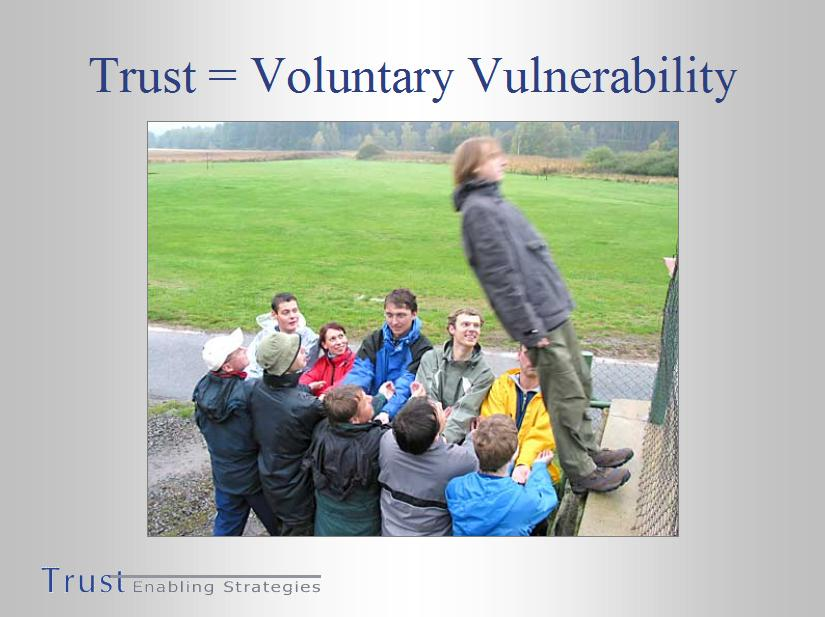 Trust = Voluntary Vulnerability
Trust Enabling Strategies